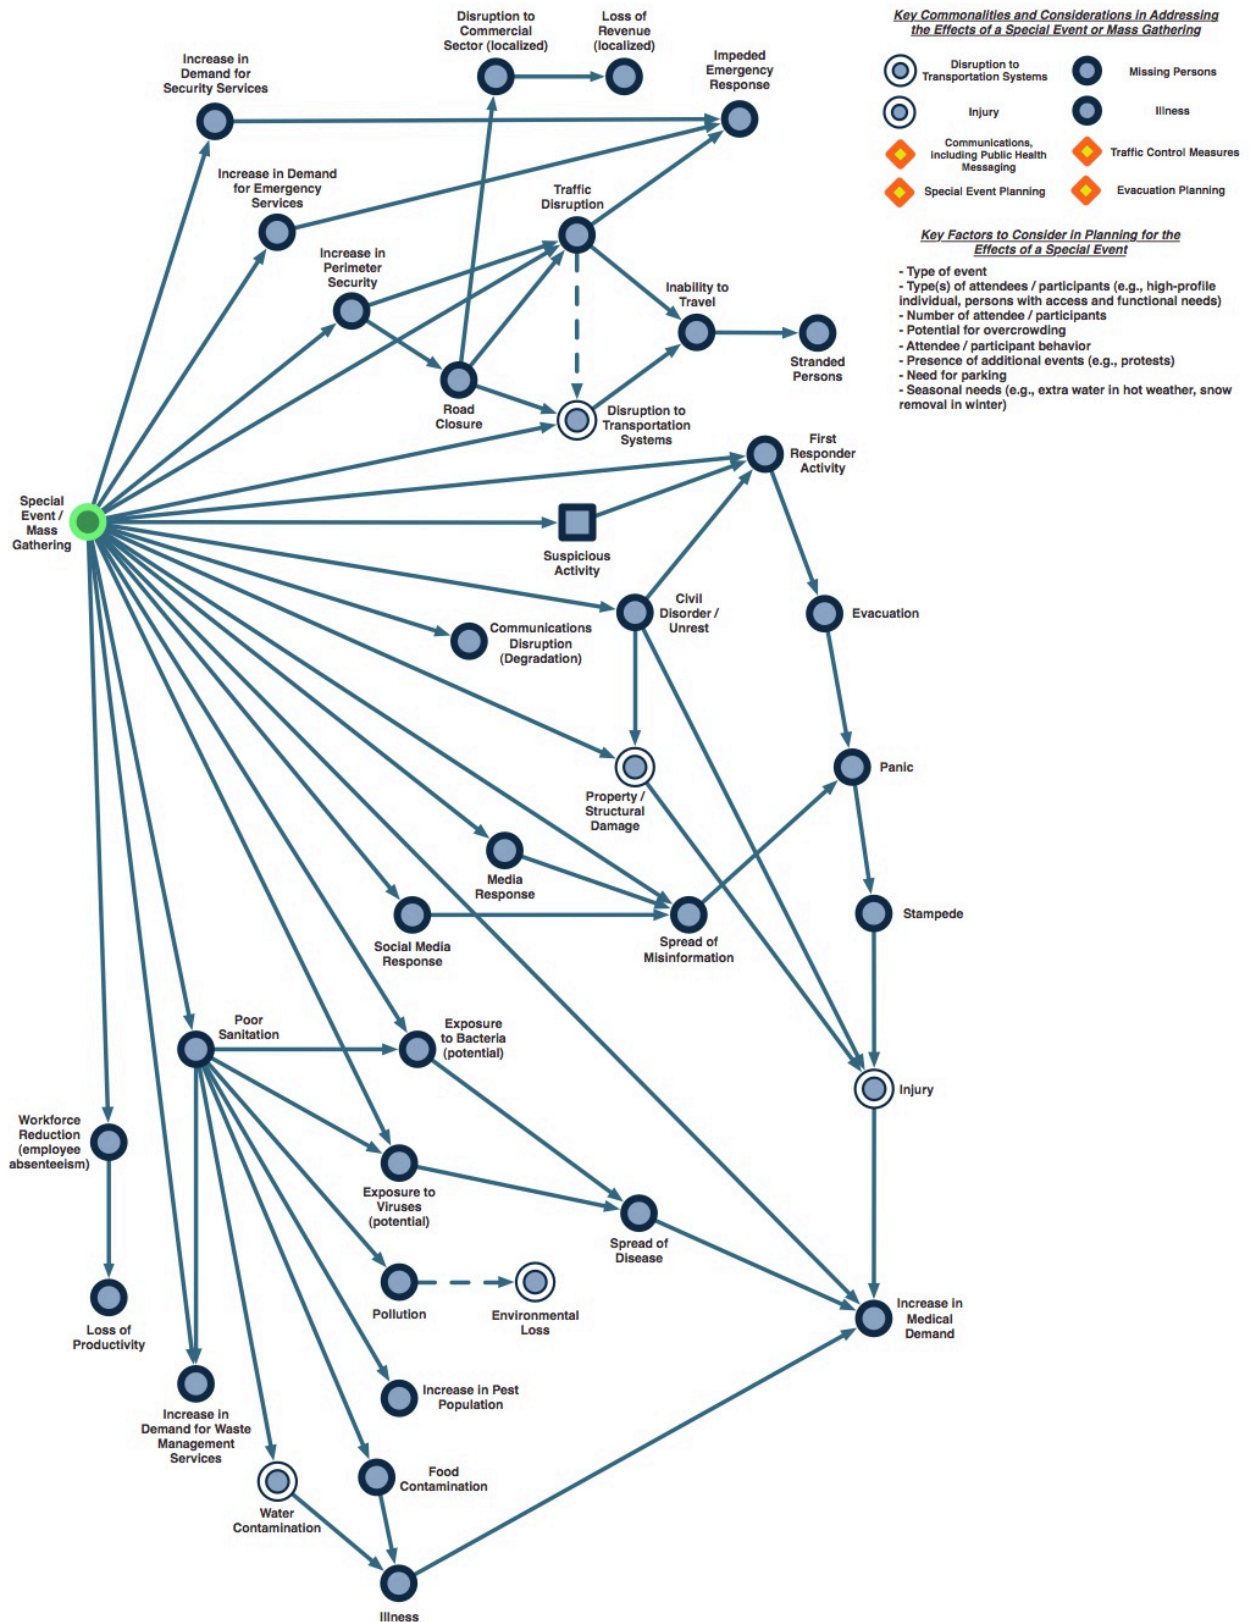 Key Commonalities and Considerations in Addressing
the Effects of a Special Event or Mass Gathering
Disruption to
Transportation Systems
Missing Persons
Injury
Illness
Communications,
including Public Health
Messaging
Traffic Control Measures
Special Event Planning
Evacuation Planning
Key Factors to Consider in Planning for the
Effects of a Special Event
- Type of event
- Type(s) of attendees / participants (e.g., high-profile
individual, persons with access and functional needs)
- Number of attendee / participants
- Potential for overcrowding
- Attendee / participant behavior
- Presence of additional events (e.g., protests)
- Need for parking
- Seasonal needs (e.g., extra water in hot weather, snow
removal in winter)
Disruption to
Commercial
Sector (localized)
Loss of
Revenue
(localized)
Increase in
Demand for
Security Services
Impeded
Emergency
Response
Increase in Demand
for Emergency
Services
Traffic
Disruption
Increase in
Perimeter
Security
Inability to
Travel
Stranded
Persons
Road
Closure
Disruption to
Transportation
Systems
First
Responder
Activity
Special
Event /
Mass
Gathering
Suspicious
Activity
Civil
Disorder /
Unrest
Evacuation
Communications
Disruption
(Degradation)
Panic
Property /
Structural
Damage
Media
Response
Stampede
Social Media
Response
Spread of
Misinformation
Poor
Sanitation
Exposure
to Bacteria
(potential)
Injury
Workforce
Reduction
(employee
absenteeism)
Exposure to
Viruses
(potential)
Spread of
Disease
Pollution
Environmental
Loss
Increase in
Medical
Demand
Loss of
Productivity
Increase in Pest
Population
Increase in
Demand for Waste
Management
Services
Food
Contamination
Water
Contamination
Illness